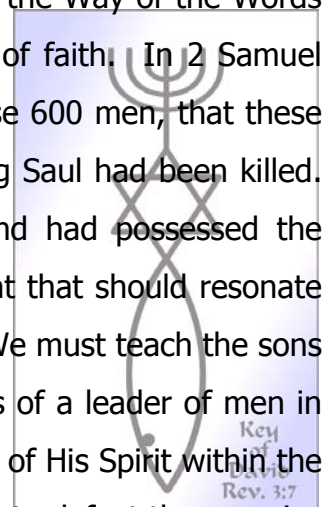 the Way of the Words
of faith. In 2 Samuel
se 600 men, that these
g Saul had been killed.
nd had possessed the
nt that should resonate
We must teach the sons
s of a leader of men in
of His Spirit within the
Key
of
David
Rev. 3:7